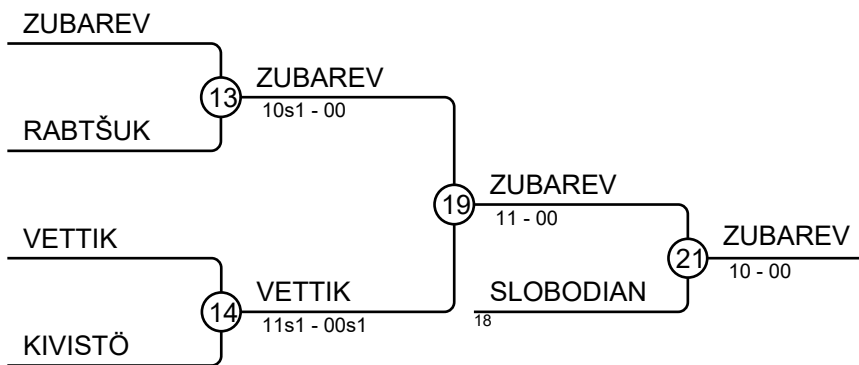 ZUBAREV
13
ZUBAREV
10s1 - 00
RABTŠUK
19
ZUBAREV
11 - 00
VETTIK
21
ZUBAREV
10 - 00
14
VETTIK
11s1 - 00s1
SLOBODIAN
18
KIVISTÖ